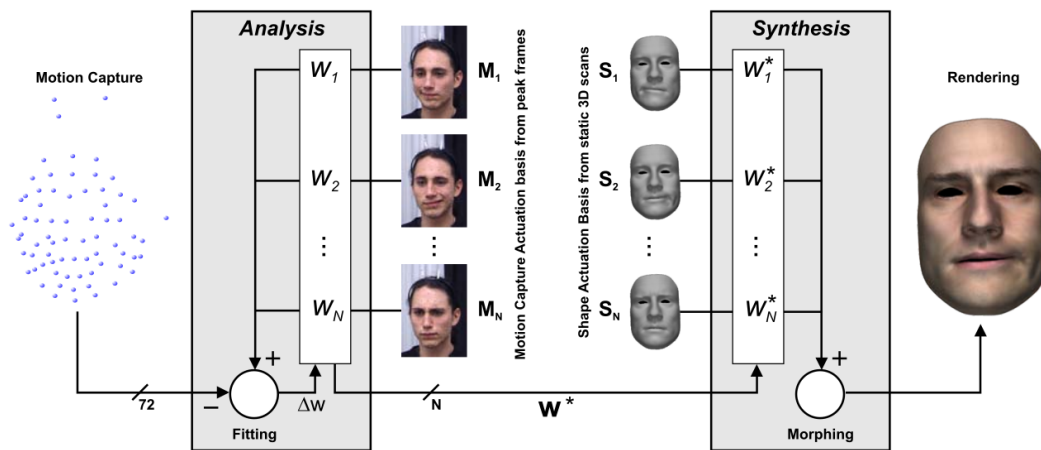 Analysis
Synthesis
Motion Capture
Rendering
W1
M1
S1
W*1
W2
M2
S2
W*2
⋮
⋮
⋮
⋮
WN
MN
SN
W*N
Motion Capture Actuation basis from peak frames
Shape Actuation Basis from static 3D scans
+
+
−
72
Δw
N
w*
Fitting
Morphing